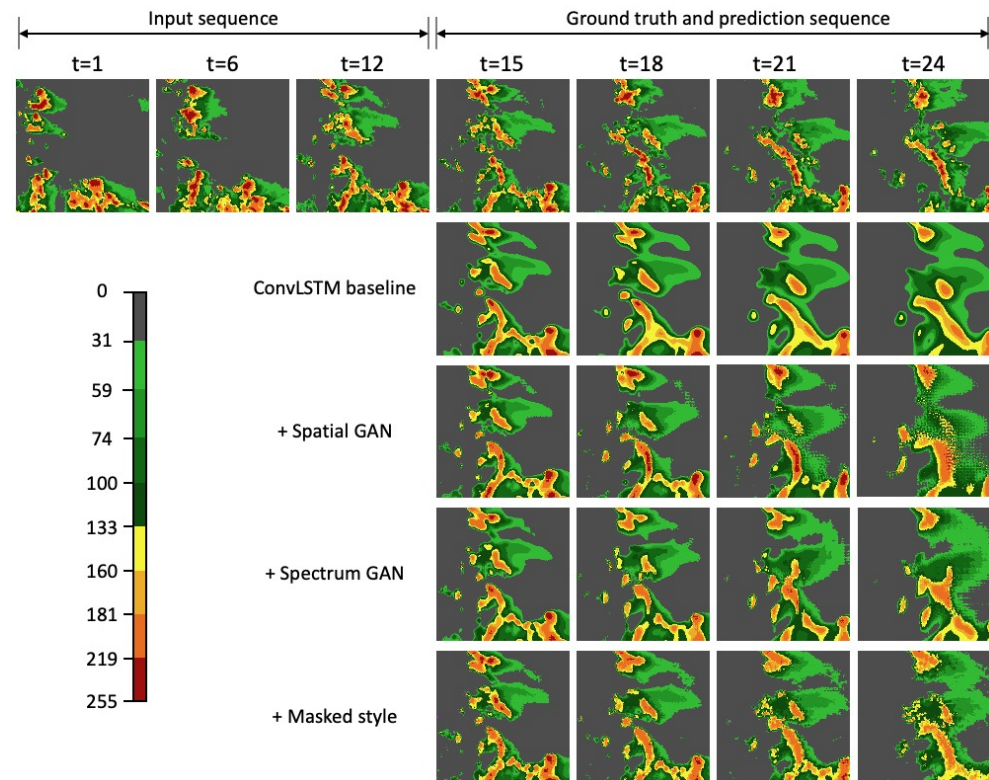 Input sequence
Ground truth and prediction sequence
t=1
t=6
t=12
t=15
t=18
t=21
t=24
ConvLSTM baseline
+ Spatial GAN
+ Spectrum GAN
+ Masked style
0
31
59
74
100
133
160
181
219
255